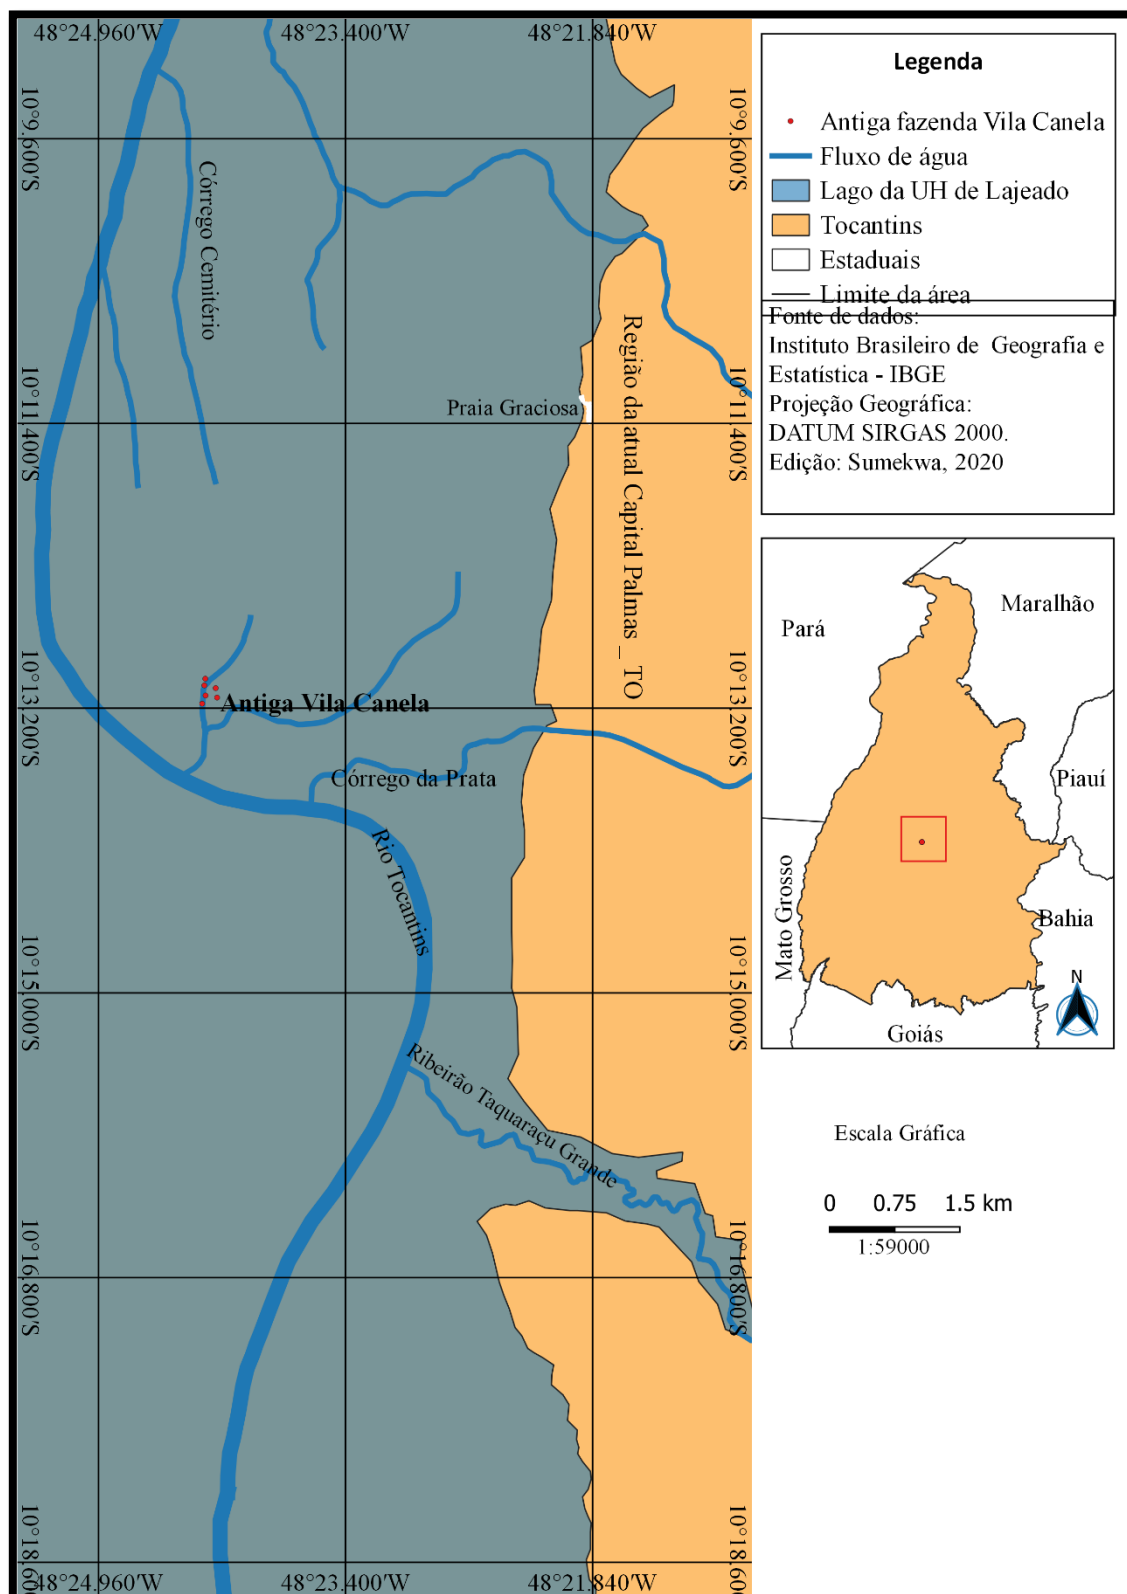 48°24.960'W 48°23.400'W 48°21.840'W
10°9.600'S
10°9.600'S
Córrego Cemitério
Região da atual Capital Palmas _ TO
Praia Graciosa
10°11.400'S
10°11.400'S
10°13.200'S
10°13.200'S
Antiga Vila Canela
Córrego da Prata
Rio Tocantins
10°15.000'S
10°15.000'S
Ribeirão Taquaraçu Grande
10°16.800'S
10°16.800'S
10°18.600'S
10°18.600'S
48°24.960'W 48°23.400'W 48°21.840'W
Legenda
Antiga fazenda Vila Canela
Fluxo de água
Lago da UH de Lajeado
Tocantins
Estaduais
Limite da área
Fonte de dados:
Instituto Brasileiro de Geografia e
Estatística - IBGE
Projeção Geográfica:
DATUM SIRGAS 2000.
Edição: Sumekwa, 2020
Maralhão
Pará
Piauí
Mato Grosso
Bahia
N
Goiás
Escala Gráfica
0 0.75 1.5 km
1:59000